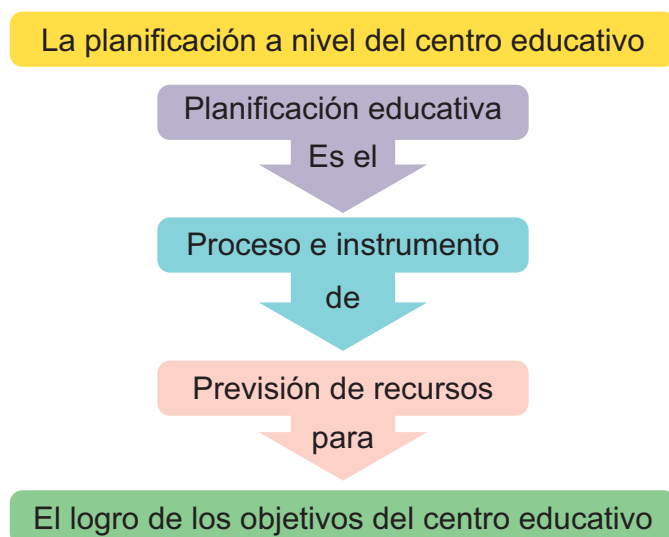 La planificación a nivel del centro educativo
Planificación educativa
Es el
Proceso e instrumento
de
Previsión de recursos
para
El logro de los objetivos del centro educativo